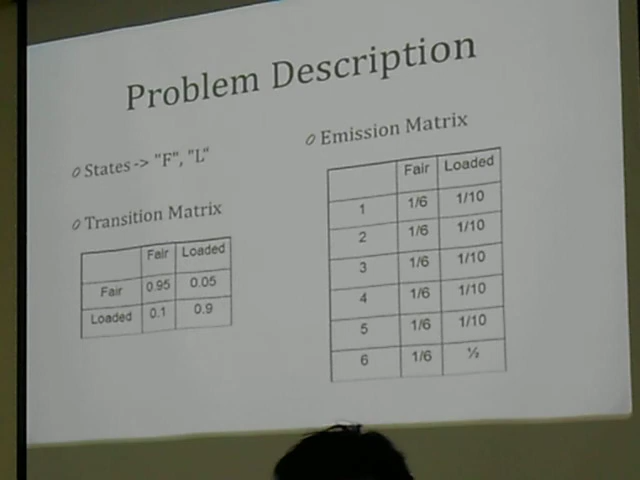 Problem Description
States -> "F", "L"
Transition Matrix
Fair Loaded
Fair 0.95 0.05
Loaded 0.1 0.9
Emission Matrix
Fair Loaded
1 1/6 1/10
2 1/6 1/10
3 1/6 1/10
4 1/6 1/10
5 1/6 1/10
6 1/6 ½